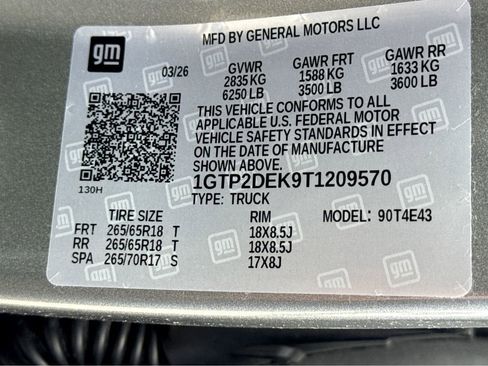 gm
MFD BY GENERAL MOTORS LLC
03/26
GVWR GAWR FRT GAWR RR
2835 KG 1588 KG 1633 KG
6250 LB 3500 LB 3600 LB
THIS VEHICLE CONFORMS TO ALL
APPLICABLE U.S. FEDERAL MOTOR
VEHICLE SAFETY STANDARDS IN EFFECT
ON THE DATE OF MANUFACTURE
SHOWN ABOVE.
130H
1GTP2DEK9T1209570
TYPE: TRUCK MODEL: 90T4E43
TIRE SIZE RIM
FRT 265/65R18 T 18X8.5J
RR 265/65R18 T 18X8.5J
SPA 265/70R17 S 17X8J